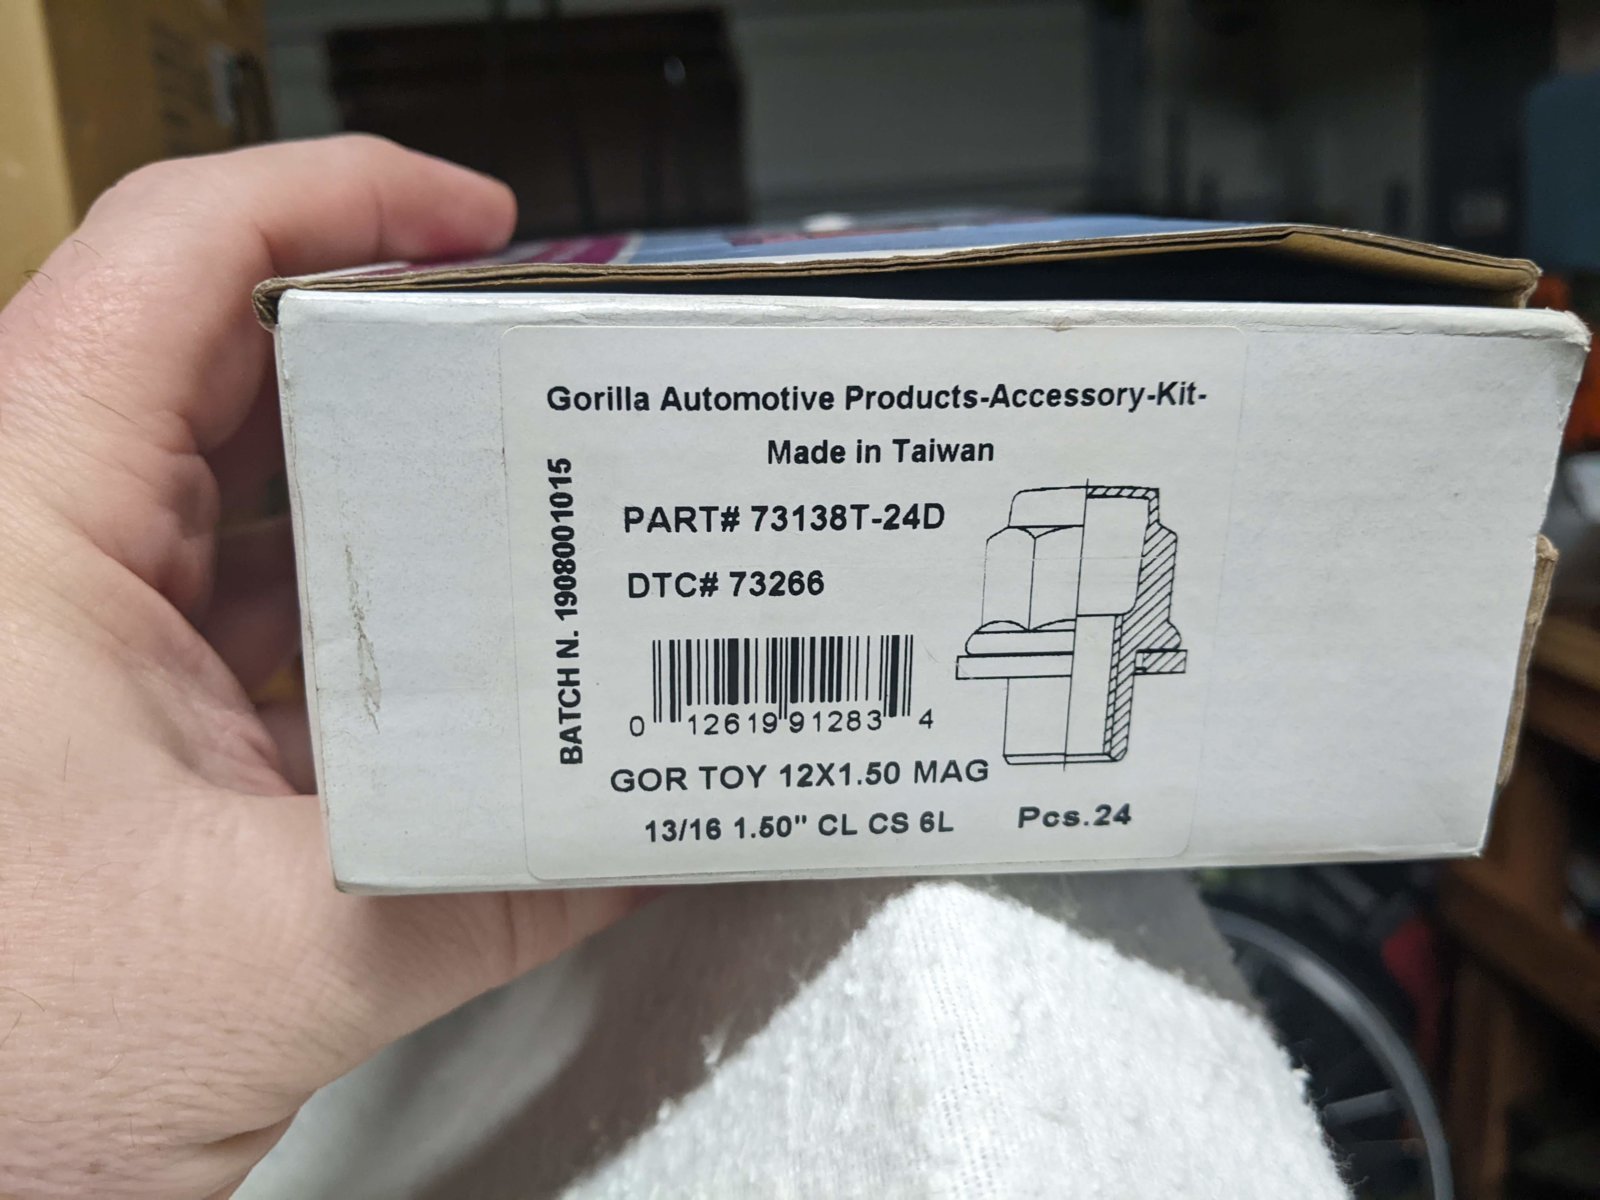 Gorilla Automotive Products-Accessory-Kit-
Made in Taiwan
BATCH N. 1908001015
PART# 73138T-24D
DTC# 73266
0 12619 91283 4
GOR TOY 12X1.50 MAG
13/16 1.50" CL CS 6L
Pcs.24